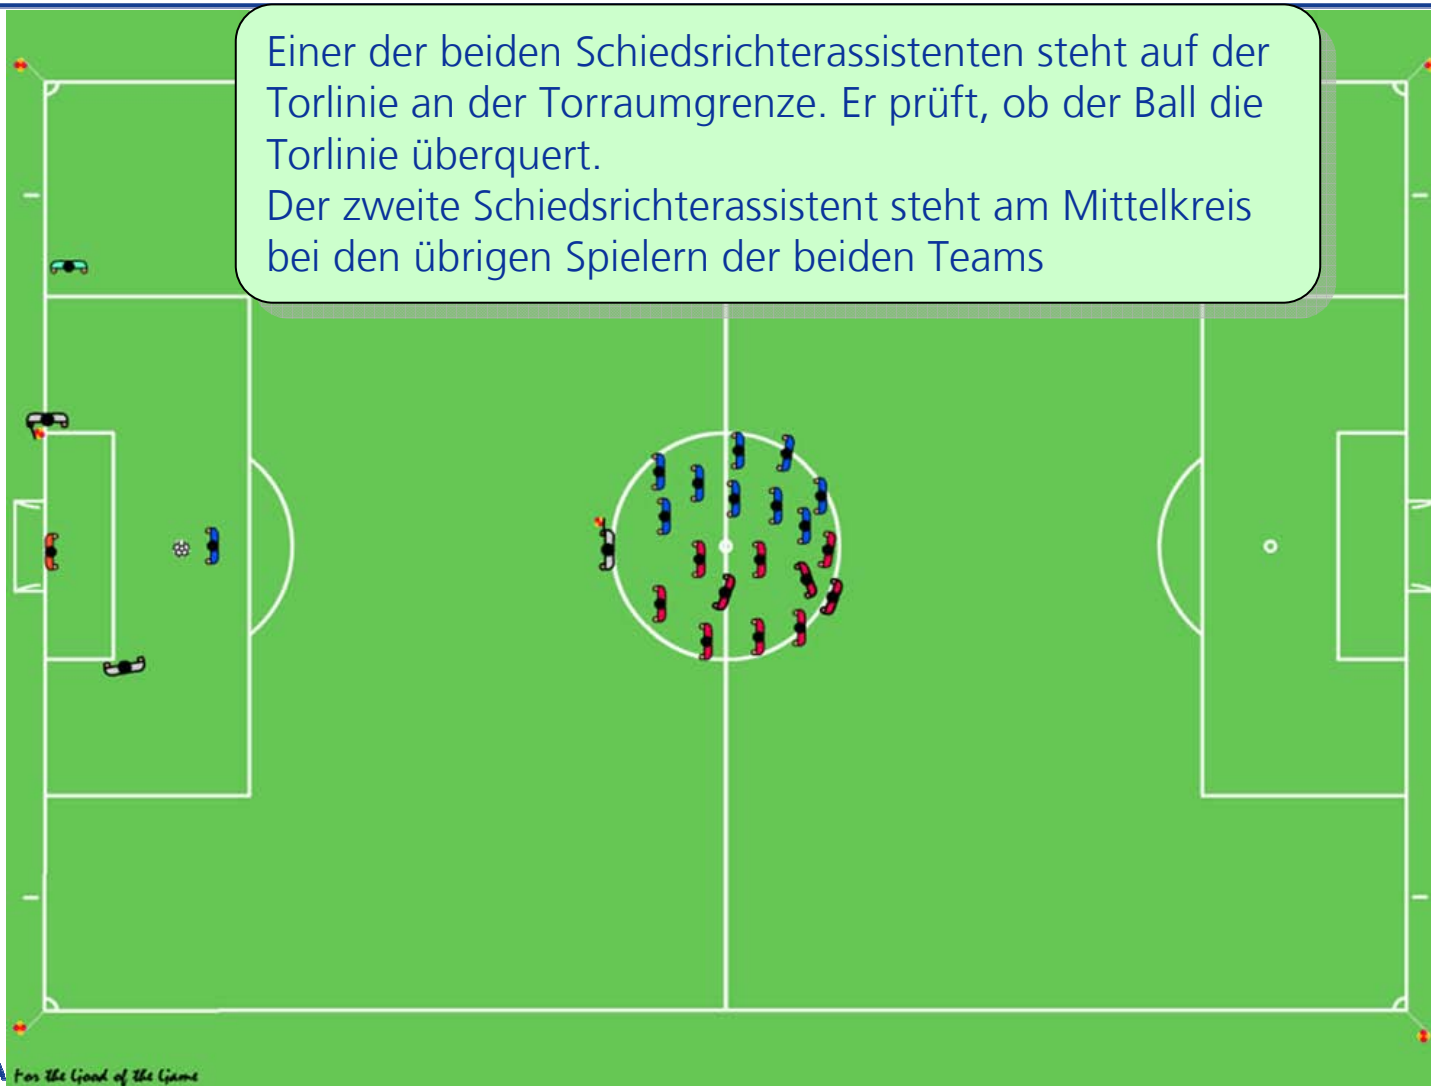 Einer der beiden Schiedsrichterassistenten steht auf der
Torlinie an der Torraumgrenze. Er prüft, ob der Ball die
Torlinie überquert.
Der zweite Schiedsrichterassistent steht am Mittelkreis
bei den übrigen Spielern der beiden Teams
For the Good of the Game